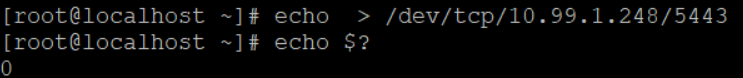 [root@localhost ~]# echo  > /dev/tcp/10.99.1.248/5443
[root@localhost ~]# echo $?
0